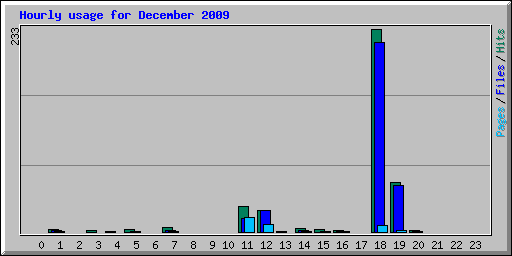 Hourly usage for December 2009
233
Pages/Files/Hits
0 1 2 3 4 5 6 7 8 9 10 11 12 13 14 15 16 17 18 19 20 21 22 23